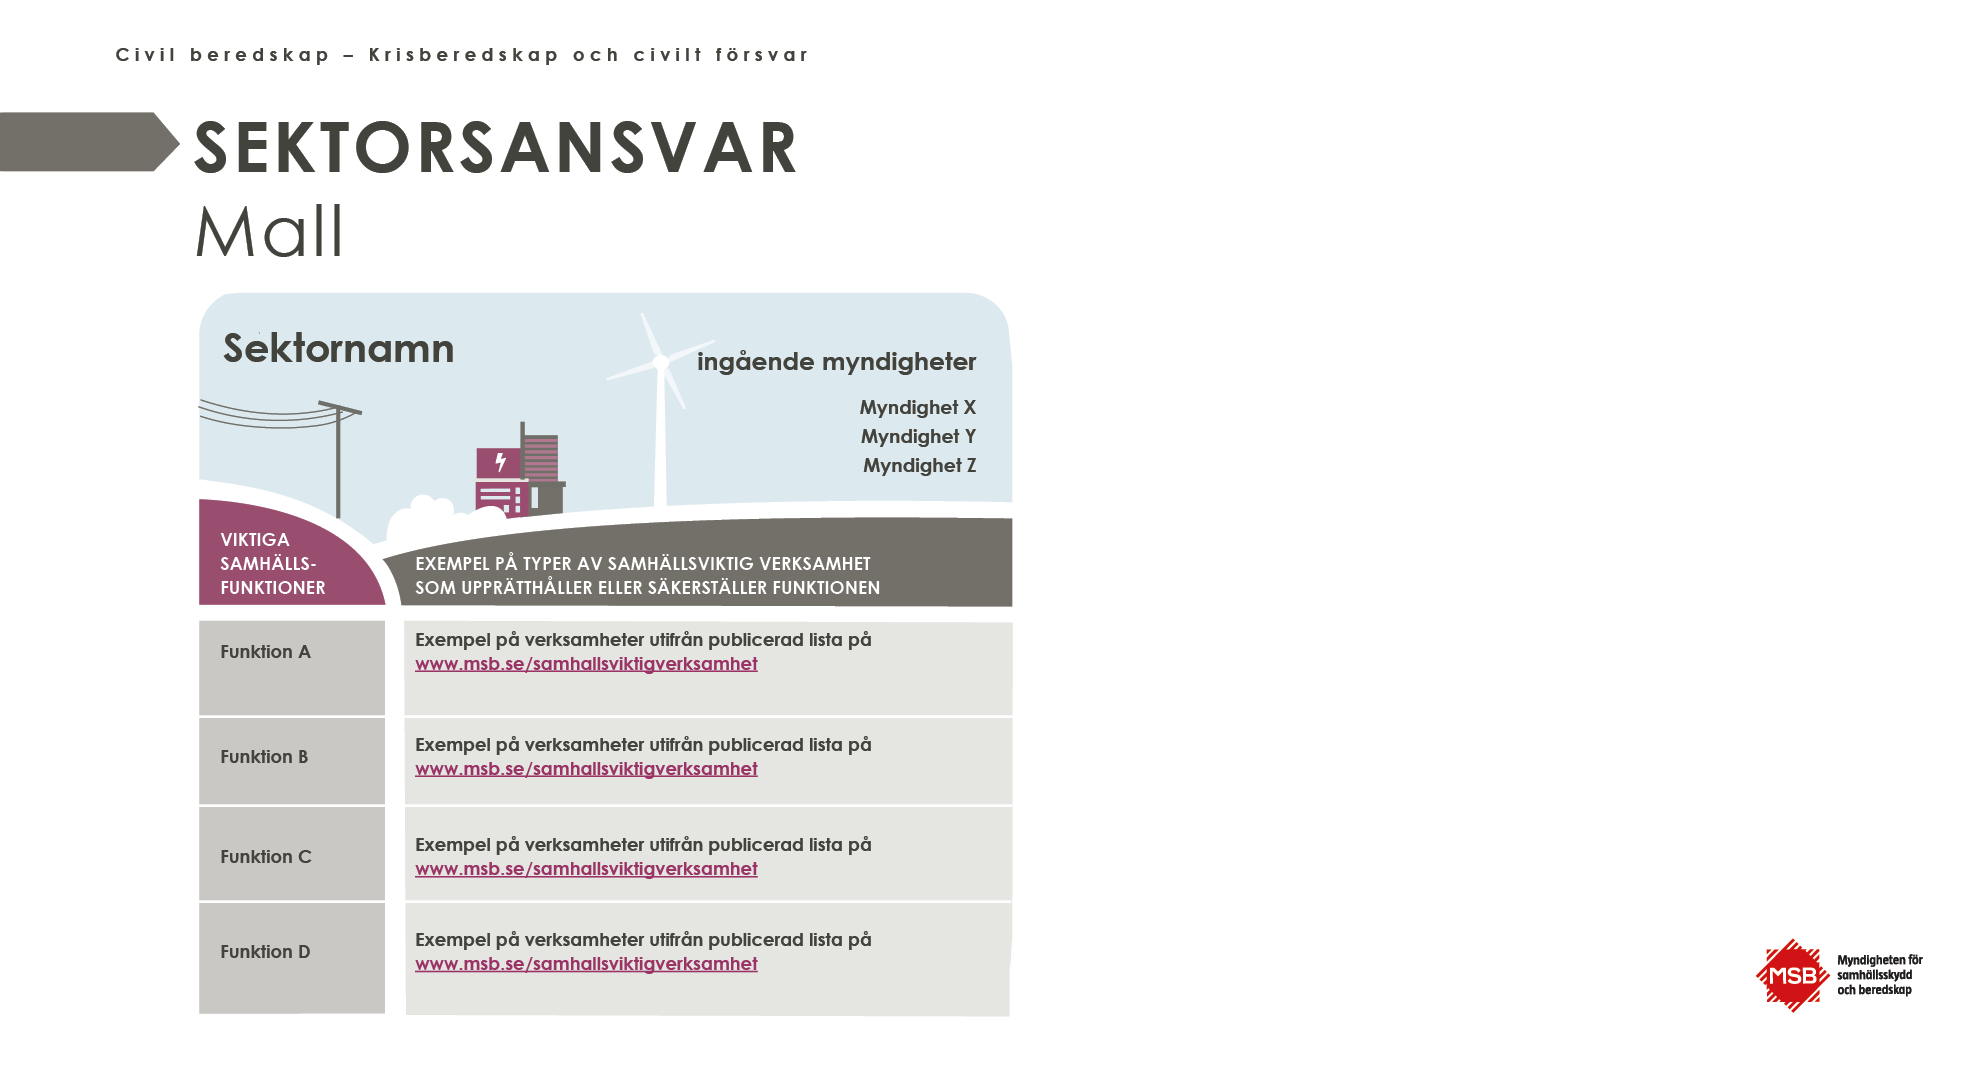 Civil beredskap – Krisberedskap och civilt försvar
SEKTORSANSVAR
Mall
Sektornamn
ingående myndigheter
Myndighet X
Myndighet Y
Myndighet Z
VIKTIGA
SAMHÄLLS-
FUNKTIONER
EXEMPEL PÅ TYPER AV SAMHÄLLSVIKTIG VERKSAMHET
SOM UPPRÄTTHÅLLER ELLER SÄKERSTÄLLER FUNKTIONEN
Funktion A
Exempel på verksamheter utifrån publicerad lista på
www.msb.se/samhallsviktigverksamhet
Funktion B
Exempel på verksamheter utifrån publicerad lista på
www.msb.se/samhallsviktigverksamhet
Funktion C
Exempel på verksamheter utifrån publicerad lista på
www.msb.se/samhallsviktigverksamhet
Funktion D
Exempel på verksamheter utifrån publicerad lista på
www.msb.se/samhallsviktigverksamhet
MSB
Myndigheten för
samhällsskydd
och beredskap